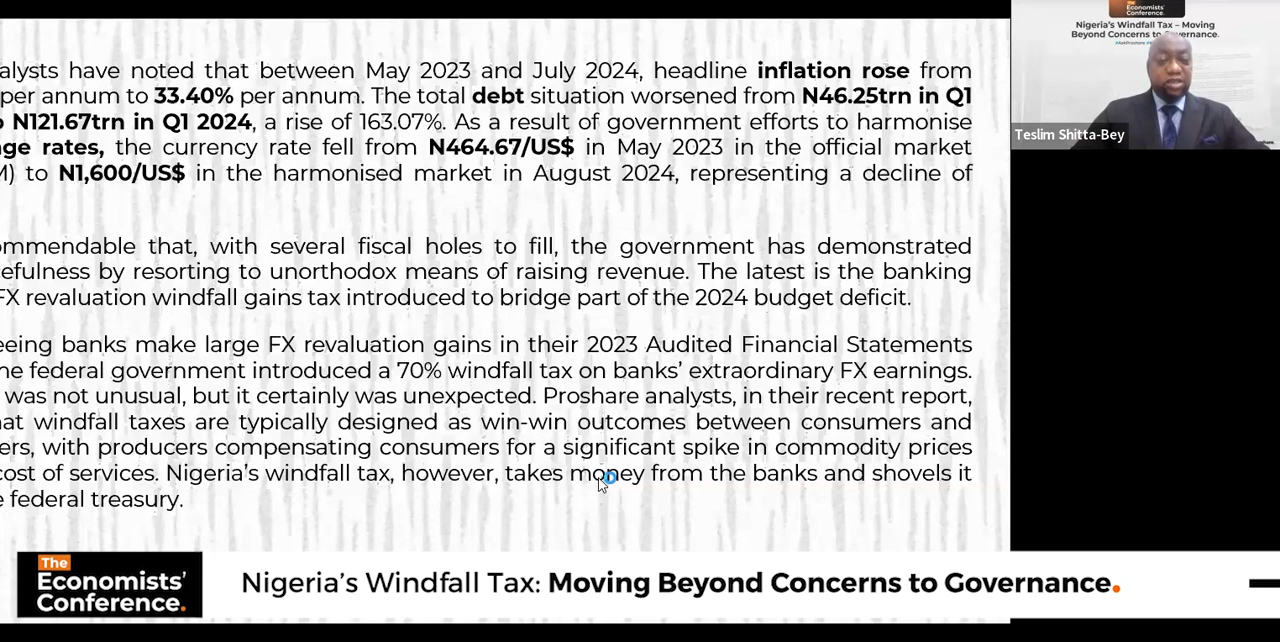 alysts have noted that between May 2023 and July 2024, headline inflation rose from
per annum to 33.40% per annum. The total debt situation worsened from N46.25trn in Q1
N121.67trn in Q1 2024, a rise of 163.07%. As a result of government efforts to harmonise
ge rates, the currency rate fell from N464.67/US$ in May 2023 in the official market
M) to N1,600/US$ in the harmonised market in August 2024, representing a decline of
ommendable that, with several fiscal holes to fill, the government has demonstrated
efulness by resorting to unorthodox means of raising revenue. The latest is the banking
FX revaluation windfall gains tax introduced to bridge part of the 2024 budget deficit.
eeing banks make large FX revaluation gains in their 2023 Audited Financial Statements
he federal government introduced a 70% windfall tax on banks' extraordinary FX earnings.
was not unusual, but it certainly was unexpected. Proshare analysts, in their recent report,
at windfall taxes are typically designed as win-win outcomes between consumers and
ers, with producers compensating consumers for a significant spike in commodity prices
cost of services. Nigeria's windfall tax, however, takes money from the banks and shovels it
e federal treasury.
The
Economists'
Conference.
Nigeria's Windfall Tax: Moving Beyond Concerns to Governance.
The
Economists'
Conference.
Nigeria's Windfall Tax – Moving
Beyond Concerns to Governance.
Teslim Shitta-Bey